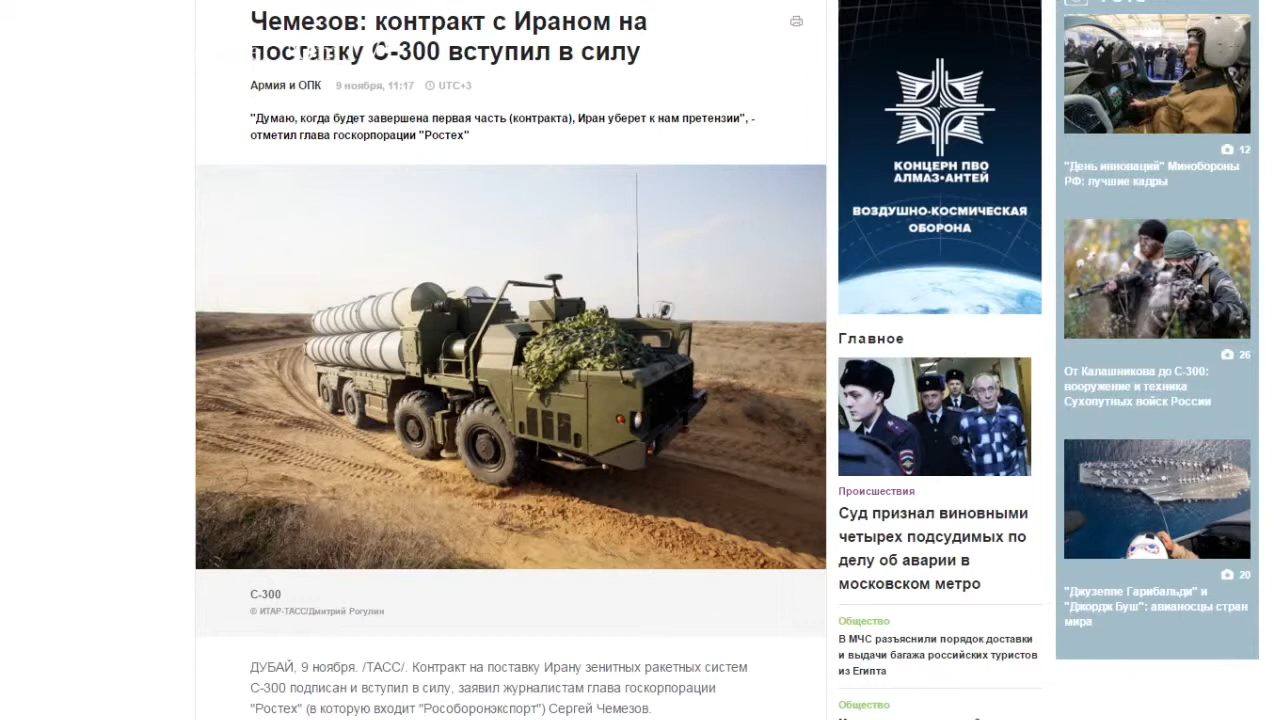 Чемезов: контракт с Ираном на
поставку С-300 вступил в силу
Армия и ОПК 9 ноября, 11:17 UTC+3
"Думаю, когда будет завершена первая часть (контракта), Иран уберет к нам претензии", -
отметил глава госкорпорации "Ростех"
С-300
© ИТАР-ТАСС/Дмитрий Рогулин
ДУБАЙ, 9 ноября. /ТАСС/. Контракт на поставку Ирану зенитных ракетных систем
С-300 подписан и вступил в силу, заявил журналистам глава госкорпорации
"Ростех" (в которую входит "Рособоронэкспорт") Сергей Чемезов.
КОНЦЕРН ПВО
АЛМАЗ•АНТЕЙ
ВОЗДУШНО-КОСМИЧЕСКАЯ
ОБОРОНА
Главное
Происшествия
Суд признал виновными
четырех подсудимых по
делу об аварии в
московском метро
Общество
В МЧС разъяснили порядок доставки
и выдачи багажа российских туристов
из Египта
Общество
12
"День инноваций" Минобороны
РФ: лучшие кадры
26
От Калашникова до С-300:
вооружение и техника
Сухопутных войск России
20
"Джузеппе Гарибальди" и
"Джордж Буш": авианосцы стран
мира